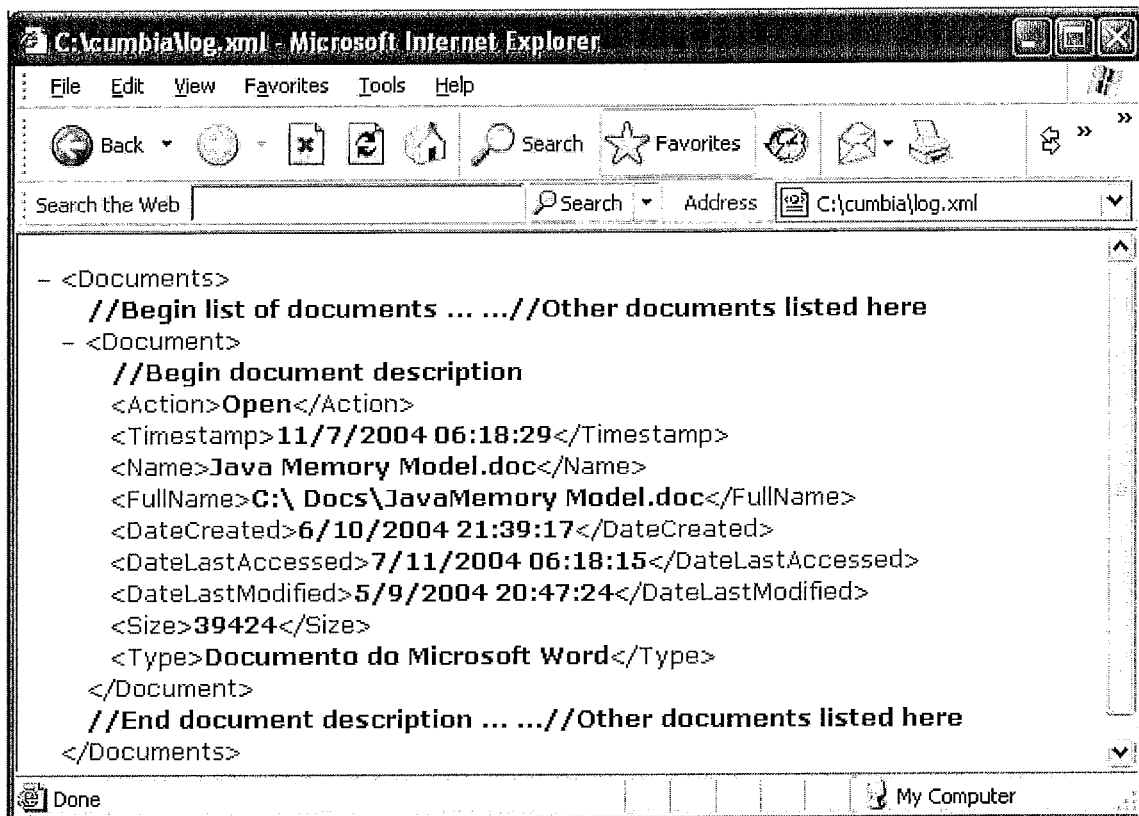 C:\cumbia\log.xml - Microsoft Internet Explorer
File Edit View Favorites Tools Help
Back Search Favorites » »
Search the Web Search Address C:\cumbia\log.xml
– <Documents>
//Begin list of documents ... ...//Other documents listed here
– <Document>
//Begin document description
<Action>Open</Action>
<Timestamp>11/7/2004 06:18:29</Timestamp>
<Name>Java Memory Model.doc</Name>
<FullName>C:\ Docs\JavaMemory Model.doc</FullName>
<DateCreated>6/10/2004 21:39:17</DateCreated>
<DateLastAccessed>7/11/2004 06:18:15</DateLastAccessed>
<DateLastModified>5/9/2004 20:47:24</DateLastModified>
<Size>39424</Size>
<Type>Documento do Microsoft Word</Type>
</Document>
//End document description ... ...//Other documents listed here
</Documents>
Done My Computer